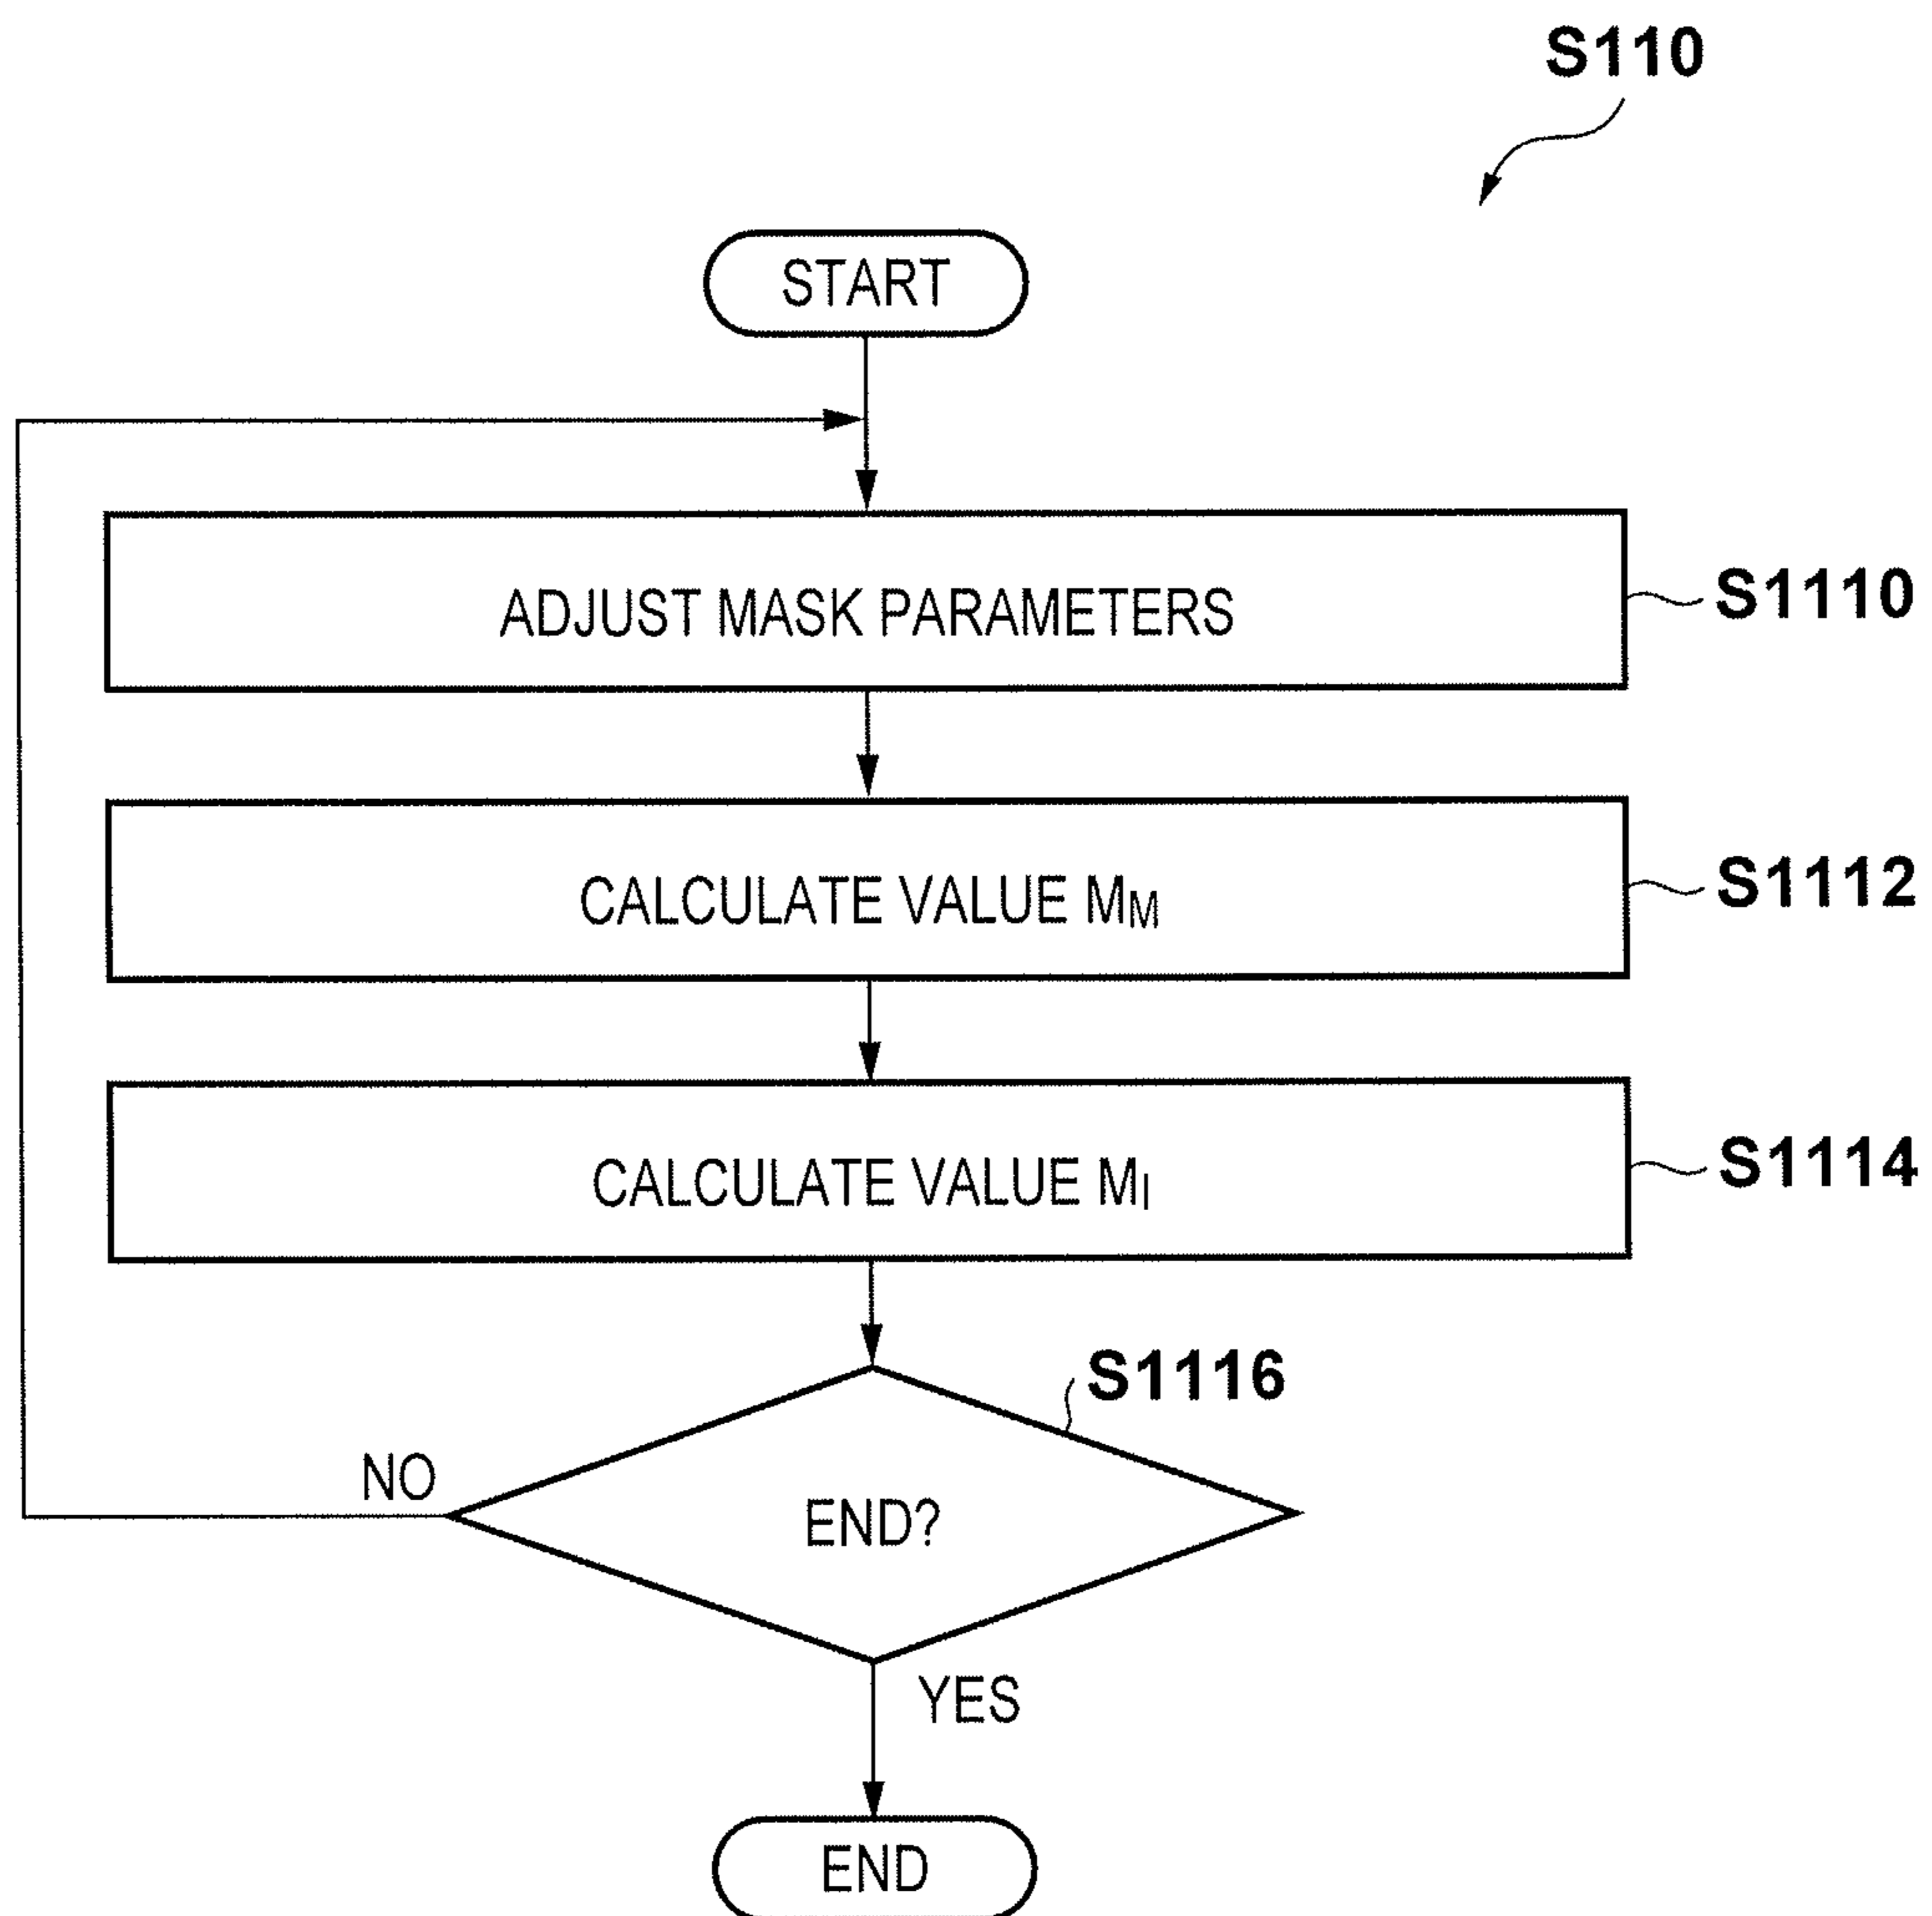 S110
START
ADJUST MASK PARAMETERS
S1110
CALCULATE VALUE MM
S1112
CALCULATE VALUE MI
S1114
S1116
NO
END?
YES
END